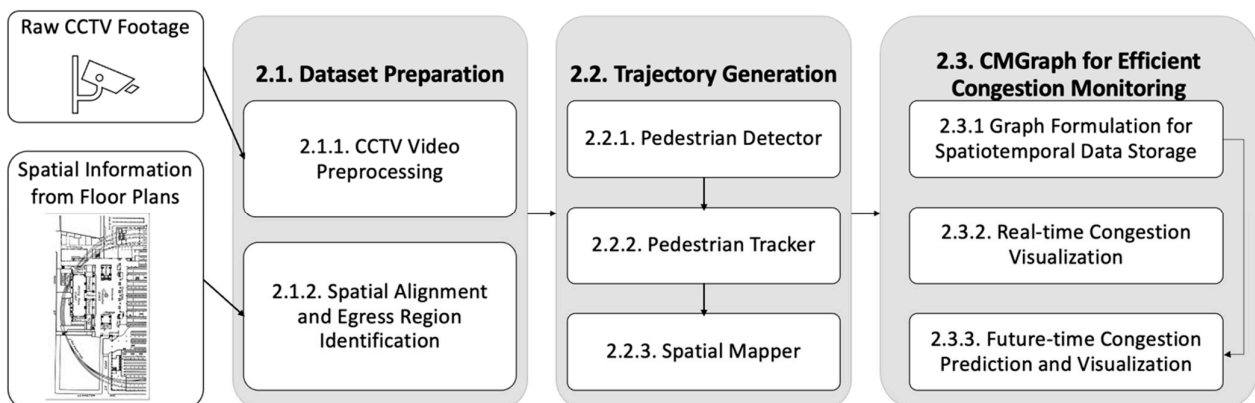 Raw CCTV Footage
Spatial Information
from Floor Plans
2.1. Dataset Preparation
2.1.1. CCTV Video
Preprocessing
2.1.2. Spatial Alignment
and Egress Region
Identification
2.2. Trajectory Generation
2.2.1. Pedestrian Detector
2.2.2. Pedestrian Tracker
2.2.3. Spatial Mapper
2.3. CMGraph for Efficient
Congestion Monitoring
2.3.1 Graph Formulation for
Spatiotemporal Data Storage
2.3.2. Real-time Congestion
Visualization
2.3.3. Future-time Congestion
Prediction and Visualization